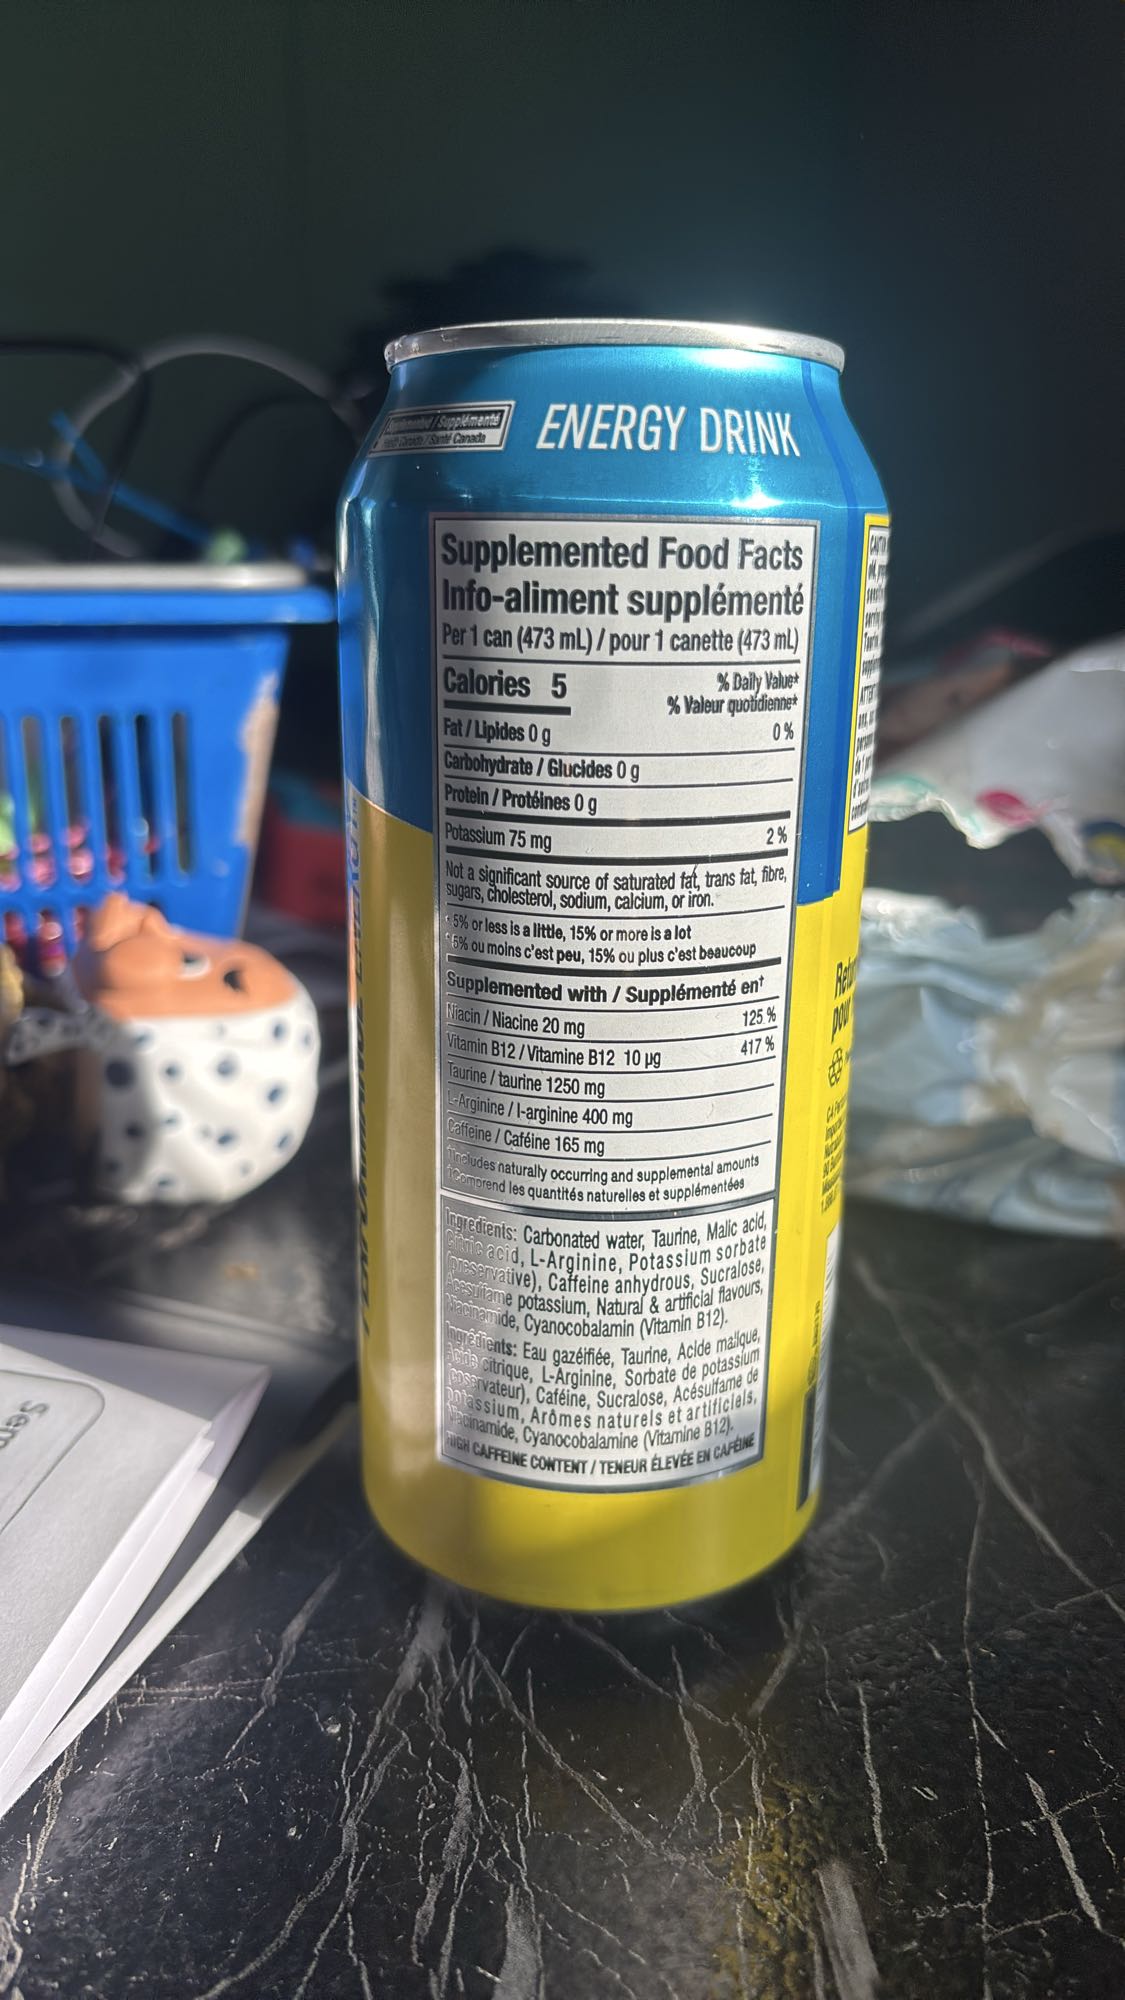 Supplémenté
Health Canada / Santé Canada
ENERGY DRINK
Supplemented Food Facts
Info-aliment supplémenté
Per 1 can (473 mL) / pour 1 canette (473 mL)
Calories 5
% Daily Value*
% Valeur quotidienne*
Fat / Lipides 0 g 0 %
Carbohydrate / Glucides 0 g
Protein / Protéines 0 g
Potassium 75 mg 2 %
Not a significant source of saturated fat, trans fat, fibre,
sugars, cholesterol, sodium, calcium, or iron.
* 5% or less is a little, 15% or more is a lot
* 5% ou moins c'est peu, 15% ou plus c'est beaucoup
Supplemented with / Supplémenté en†
Niacin / Niacine 20 mg 125 %
Vitamin B12 / Vitamine B12 10 µg 417 %
Taurine / taurine 1250 mg
L-Arginine / l-arginine 400 mg
Caffeine / Caféine 165 mg
†Includes naturally occurring and supplemental amounts
†Comprend les quantités naturelles et supplémentées
Ingredients: Carbonated water, Taurine, Malic acid,
Citric acid, L-Arginine, Potassium sorbate
(preservative), Caffeine anhydrous, Sucralose,
Acesulfame potassium, Natural & artificial flavours,
Niacinamide, Cyanocobalamin (Vitamin B12).
Ingrédients: Eau gazéifiée, Taurine, Acide malique,
Acide citrique, L-Arginine, Sorbate de potassium
(conservateur), Caféine, Sucralose, Acésulfame de
potassium, Arômes naturels et artificiels,
Niacinamide, Cyanocobalamine (Vitamine B12).
HIGH CAFFEINE CONTENT / TENEUR ÉLEVÉE EN CAFÉINE
pour